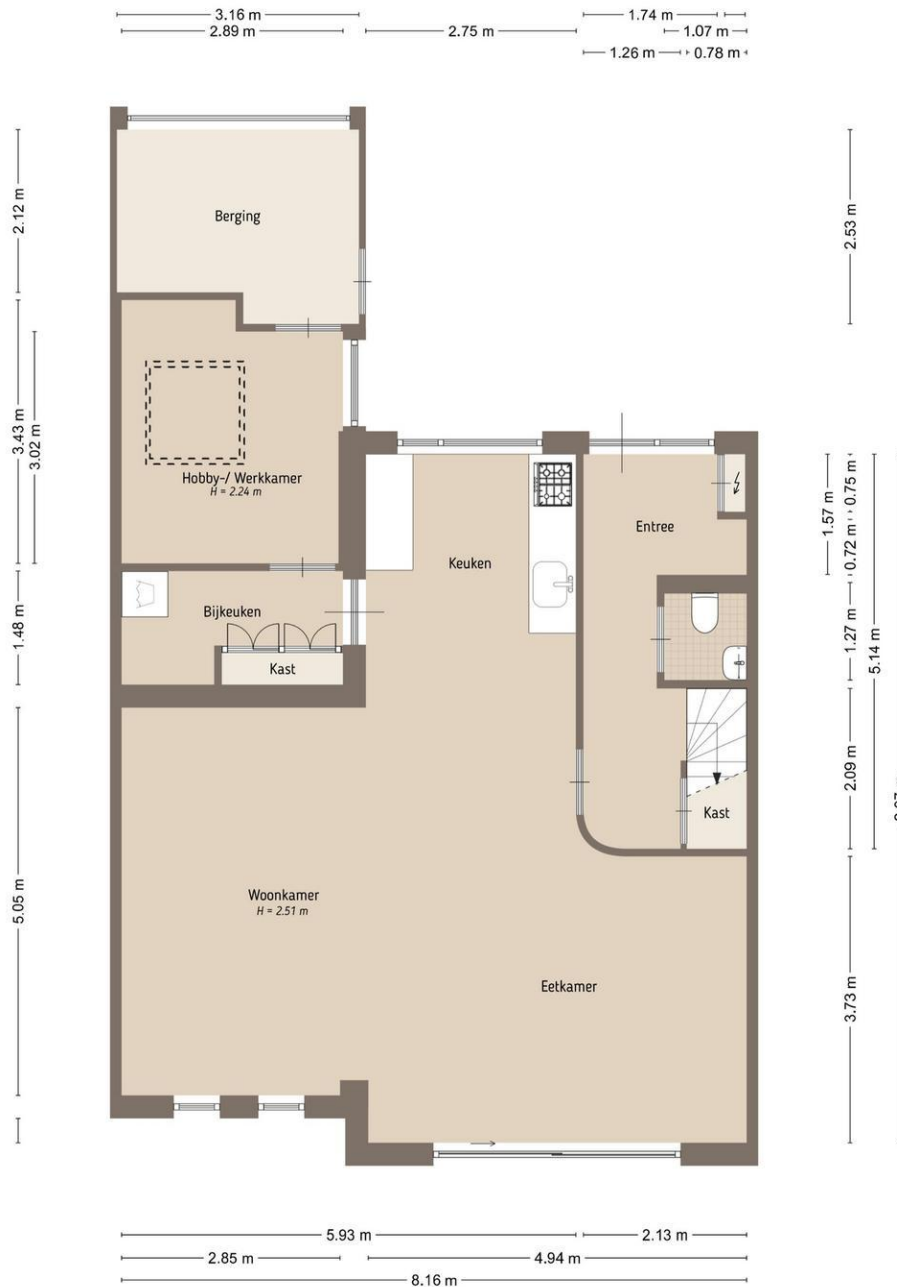 3.16 m
1.74 m
2.89 m
2.75 m
1.07 m
1.26 m
0.78 m
2.12 m
Berging
2.53 m
3.43 m
3.02 m
Hobby-/ Werkkamer
H = 2.24 m
Entree
Keuken
1.57 m
0.75 m
0.72 m
Bijkeuken
Kast
1.48 m
1.27 m
5.14 m
2.09 m
Kast
Woonkamer
H = 2.51 m
5.05 m
Eetkamer
3.73 m
5.93 m
2.13 m
2.85 m
4.94 m
8.16 m